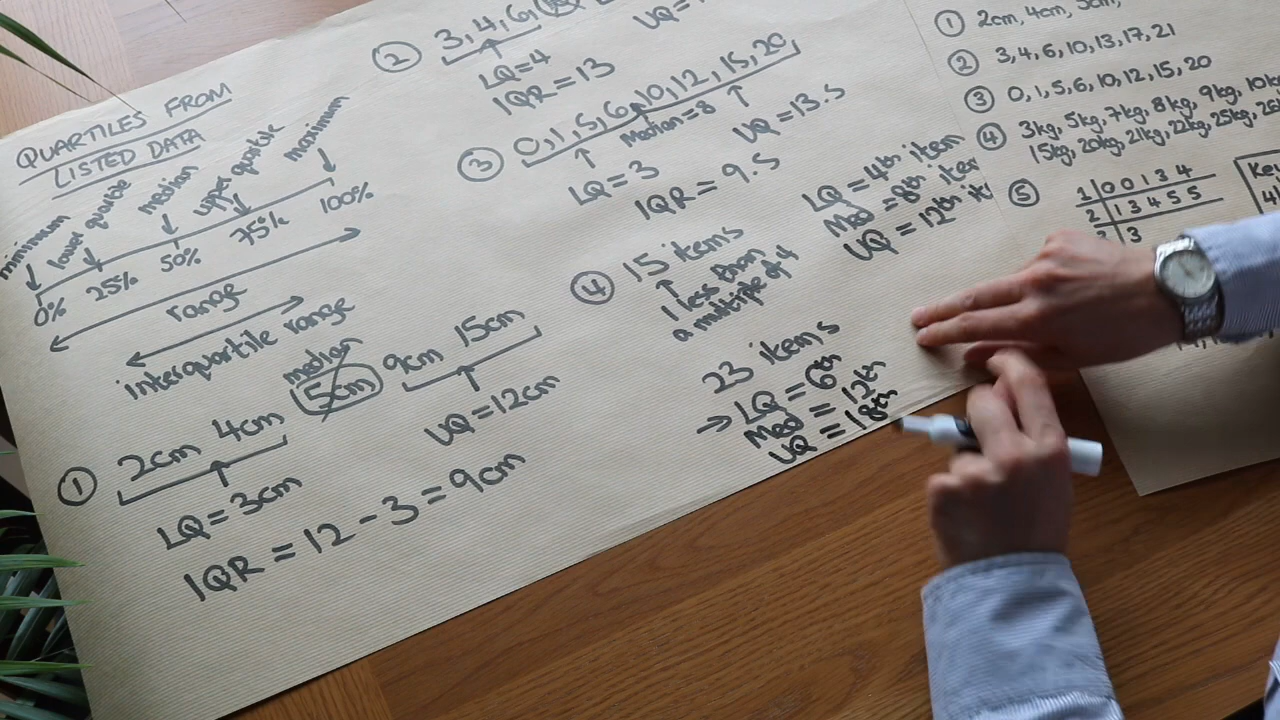 QUARTILES FROM
LISTED DATA
minimum
lower quartile
median
upper quartile
maximum
0%
25%
50%
75%
100%
range
interquartile range
① 2cm 4cm 5cm 9cm 15cm
median
LQ = 3cm
UQ = 12cm
IQR = 12 - 3 = 9cm
② 3, 4, 6,
LQ = 4
UQ =
IQR = 13
③ 0, 1, 5, 6, 10, 12, 15, 20
Median = 8
LQ = 3
UQ = 13.5
IQR = 9.5
④ 15 items
1 less than
a multiple of 4
LQ = 4th item
Med = 8th item
UQ = 12th it
23 items
→ LQ = 6th
Med = 12th
UQ = 18th
① 2cm, 4cm, 5cm,
② 3, 4, 6, 10, 13, 17, 21
③ 0, 1, 5, 6, 10, 12, 15, 20
④ 3kg, 5kg, 7kg, 8kg, 9kg, 10k
15kg, 20kg, 21kg, 22kg, 25kg, 26
⑤ 1 | 0 0 1 3 4
2 | 1 3 4 5 5
3 | 3
Key